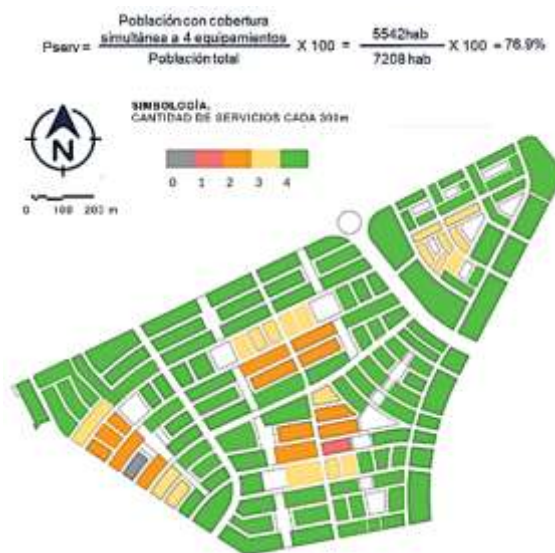 Población con cobertura
simultánea a 4 equipamientos
Pserv = X 100 = 5542hab X 100 = 76.9%
Población total 7208 hab
SIMBOLOGÍA.
CANTIDAD DE SERVICIOS CADA 300m
N
0 1 2 3 4
0 100 200 m